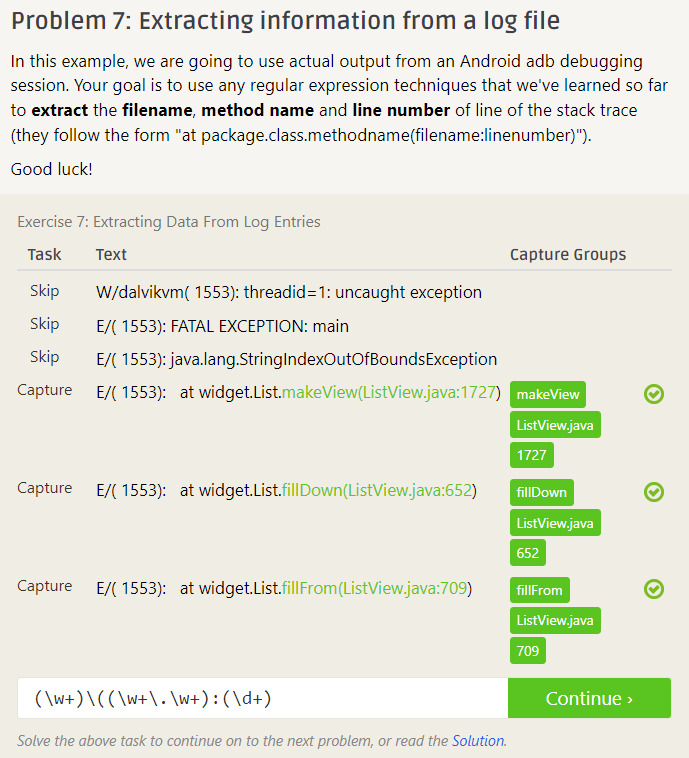 Problem 7: Extracting information from a log file
In this example, we are going to use actual output from an Android adb debugging
session. Your goal is to use any regular expression techniques that we've learned so far
to extract the filename, method name and line number of line of the stack trace
(they follow the form "at package.class.methodname(filename:linenumber)").
Good luck!
Exercise 7: Extracting Data From Log Entries
Task Text Capture Groups
Skip W/dalvikvm( 1553): threadid=1: uncaught exception
Skip E/( 1553): FATAL EXCEPTION: main
Skip E/( 1553): java.lang.StringIndexOutOfBoundsException
Capture E/( 1553):   at widget.List.makeView(ListView.java:1727) makeView
ListView.java
1727
Capture E/( 1553):   at widget.List.fillDown(ListView.java:652) fillDown
ListView.java
652
Capture E/( 1553):   at widget.List.fillFrom(ListView.java:709) fillFrom
ListView.java
709
(\w+)\((\w+\.\w+):(\d+) Continue ›
Solve the above task to continue on to the next problem, or read the Solution.